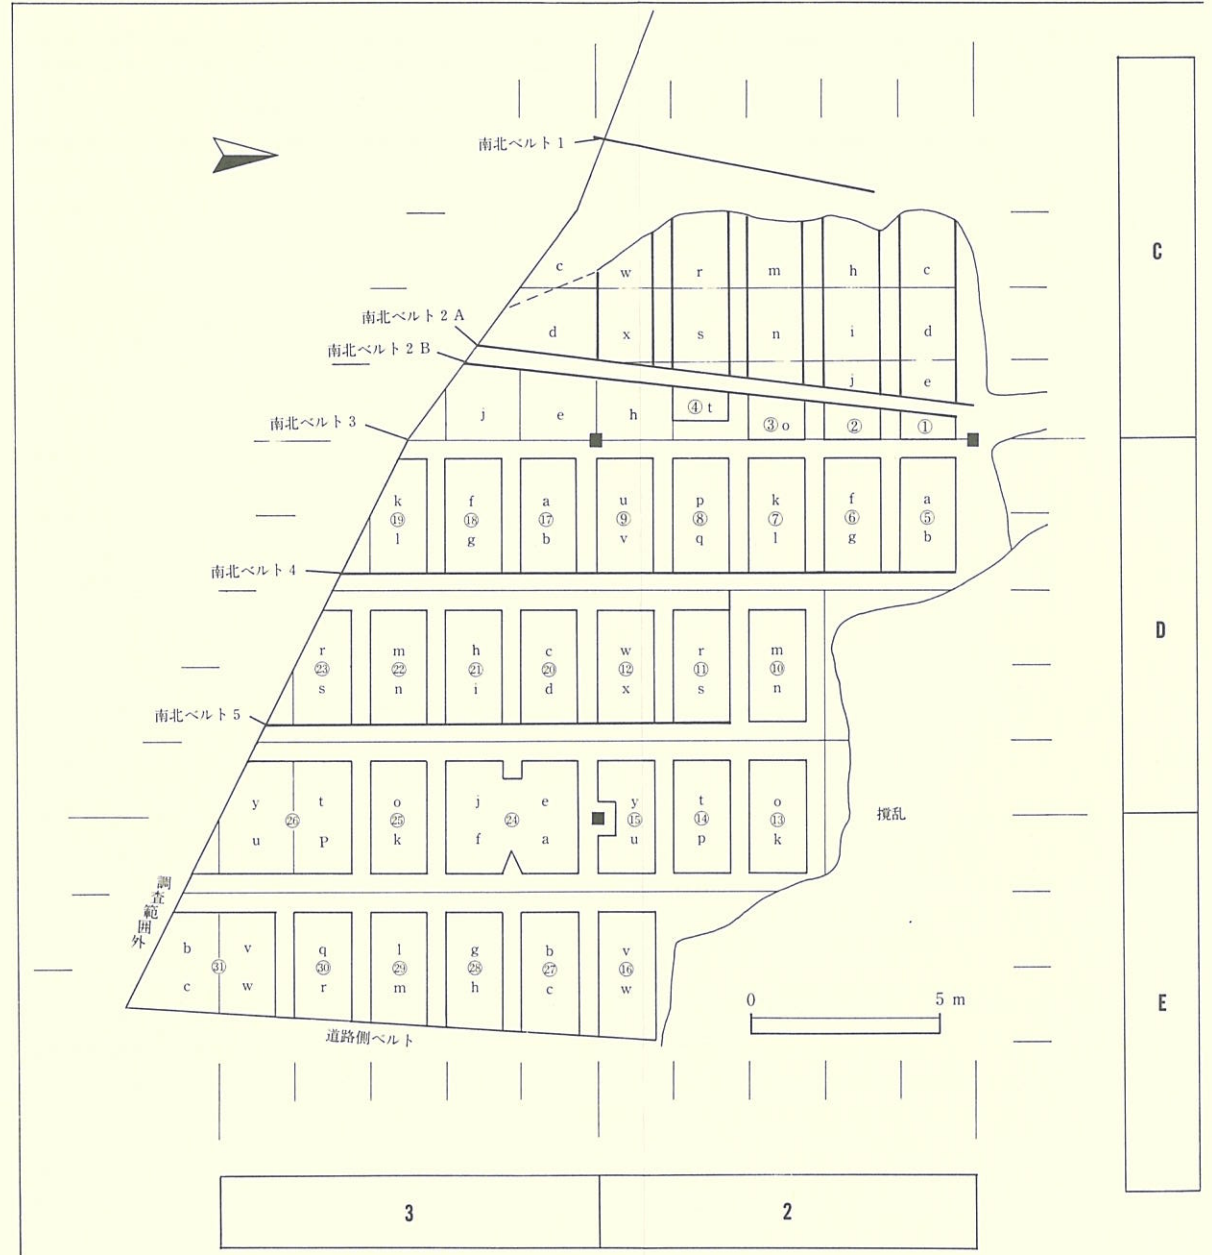 南北ベルト 1
C
c w r m h c
南北ベルト 2 A
d x s n i d
南北ベルト 2 B
j e
j e h ④ t ③ o ② ①
南北ベルト 3
k f a u p k f a
⑲ ⑱ ⑰ ⑨ ⑧ ⑦ ⑥ ⑤
l g b v q l g b
南北ベルト 4
D
r m h c w r m
㉓ ㉒ ㉑ ⑳ ⑫ ⑪ ⑩
s n i d x s n
南北ベルト 5
y t o j e y t o
㉖ ㉕ ㉔ ⑮ ⑭ ⑬
u p k f a u p k
撹乱
調査範囲外
b v q l g b v
㉛ ㉚ ㉙ ㉘ ㉗ ⑯
c w r m h c w
E
0 5 m
道路側ベルト
3 2